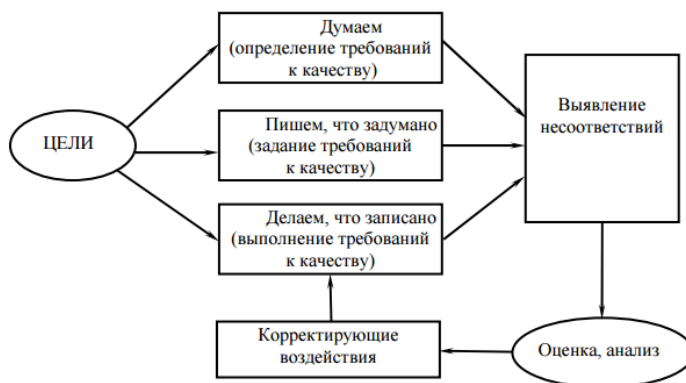 Думаем
(определение требований
к качеству)
ЦЕЛИ
Пишем, что задумано
(задание требований
к качеству)
Делаем, что записано
(выполнение требований
к качеству)
Выявление
несоответствий
Корректирующие
воздействия
Оценка, анализ